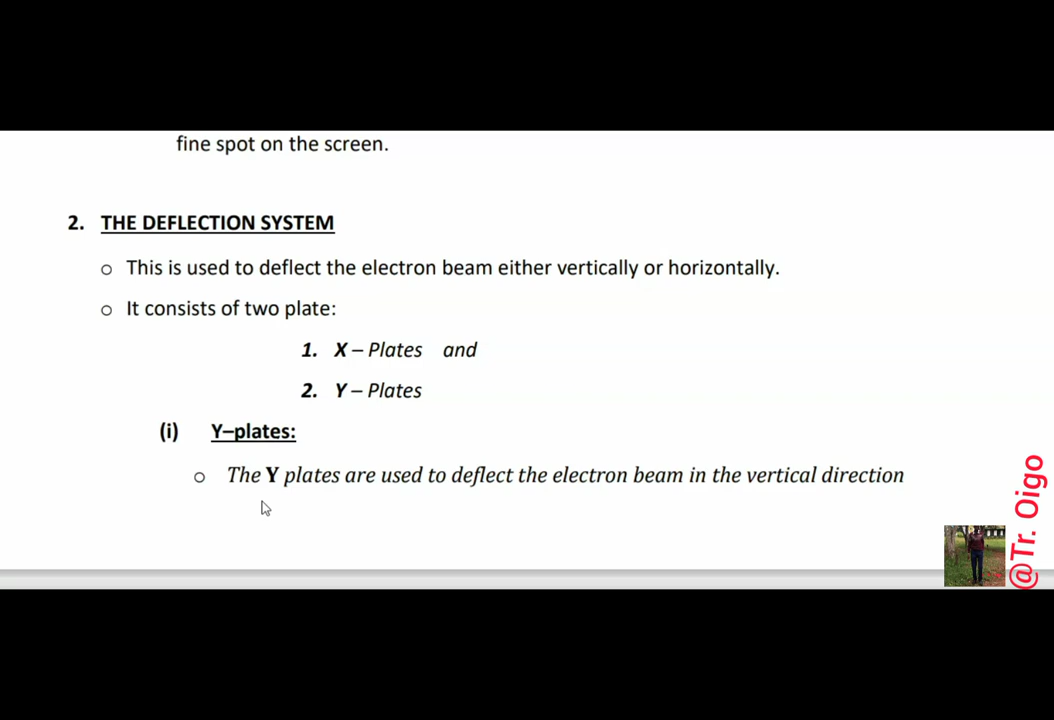 fine spot on the screen.
2. THE DEFLECTION SYSTEM
o This is used to deflect the electron beam either vertically or horizontally.
o It consists of two plate:
1. X – Plates and
2. Y – Plates
(i) Y–plates:
o The Y plates are used to deflect the electron beam in the vertical direction
@Tr. Oigo